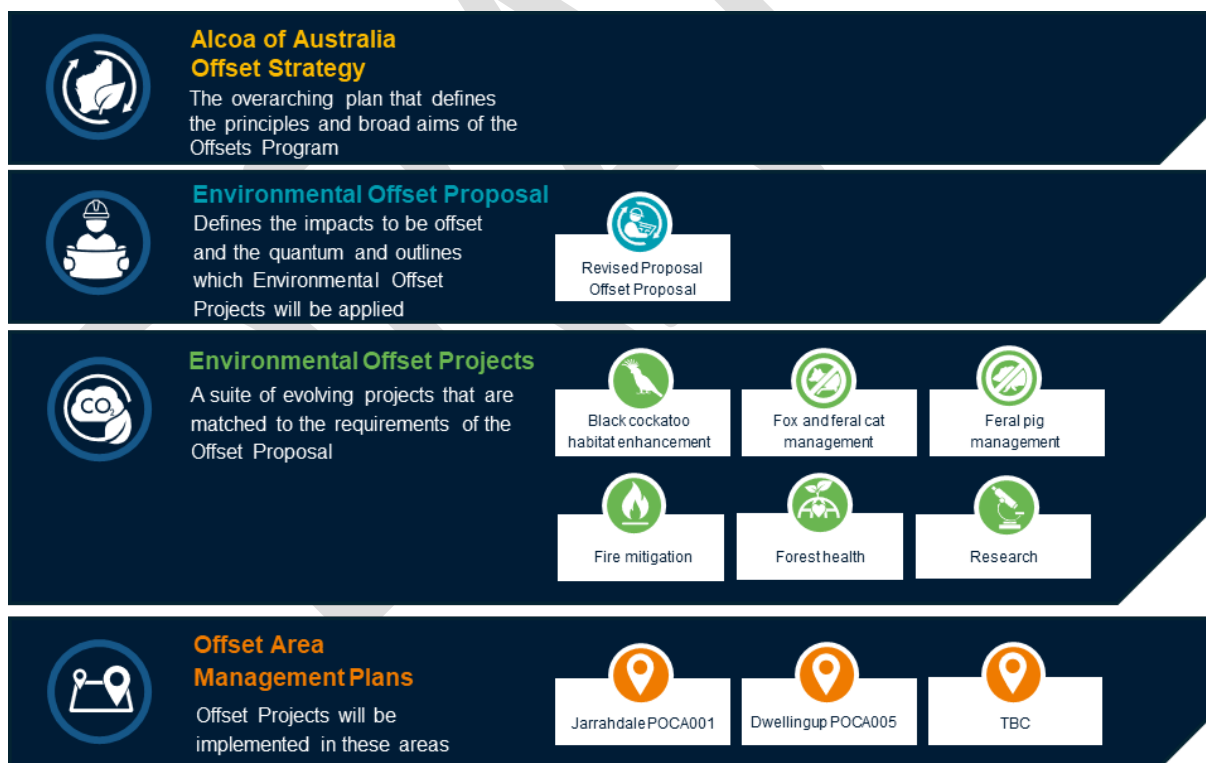 Alcoa of Australia
Offset Strategy
The overarching plan that defines
the principles and broad aims of the
Offsets Program
Environmental Offset Proposal
Defines the impacts to be offset
and the quantum and outlines
which Environmental Offset
Projects will be applied
Revised Proposal
Offset Proposal
Environmental Offset Projects
A suite of evolving projects that are
matched to the requirements of the
Offset Proposal
CO2
Black cockatoo
habitat enhancement
Fox and feral cat
management
Feral pig
management
Fire mitigation
Forest health
Research
Offset Area
Management Plans
Offset Projects will be
implemented in these areas
Jarrahdale POCA001
Dwellingup POCA005
TBC